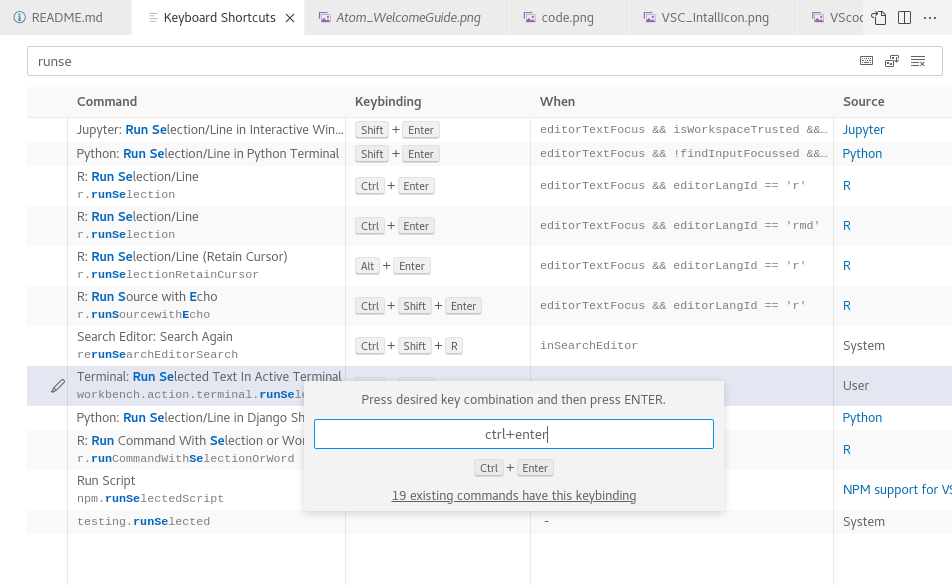 README.md
Keyboard Shortcuts
Atom_WelcomeGuide.png
code.png
VSC_IntallIcon.png
VScod
runse
Command Keybinding When Source
Jupyter: Run Selection/Line in Interactive Win... Shift + Enter editorTextFocus && isWorkspaceTrusted &&... Jupyter
Python: Run Selection/Line in Python Terminal Shift + Enter editorTextFocus && !findInputFocussed &&... Python
R: Run Selection/Line
r.runSelection Ctrl + Enter editorTextFocus && editorLangId == 'r' R
R: Run Selection/Line
r.runSelection Ctrl + Enter editorTextFocus && editorLangId == 'rmd' R
R: Run Selection/Line (Retain Cursor)
r.runSelectionRetainCursor Alt + Enter editorTextFocus && editorLangId == 'r' R
R: Run Source with Echo
r.runSourcewithEcho Ctrl + Shift + Enter editorTextFocus && editorLangId == 'r' R
Search Editor: Search Again
rerunSearchEditorSearch Ctrl + Shift + R inSearchEditor System
Terminal: Run Selected Text In Active Terminal
workbench.action.terminal.runSele User
Press desired key combination and then press ENTER.
ctrl+enter
Ctrl + Enter
19 existing commands have this keybinding
Python: Run Selection/Line in Django Sh Python
R: Run Command With Selection or Wor
r.runCommandWithSelectionOrWord R
Run Script
npm.runSelectedScript NPM support for VS
testing.runSelected - System